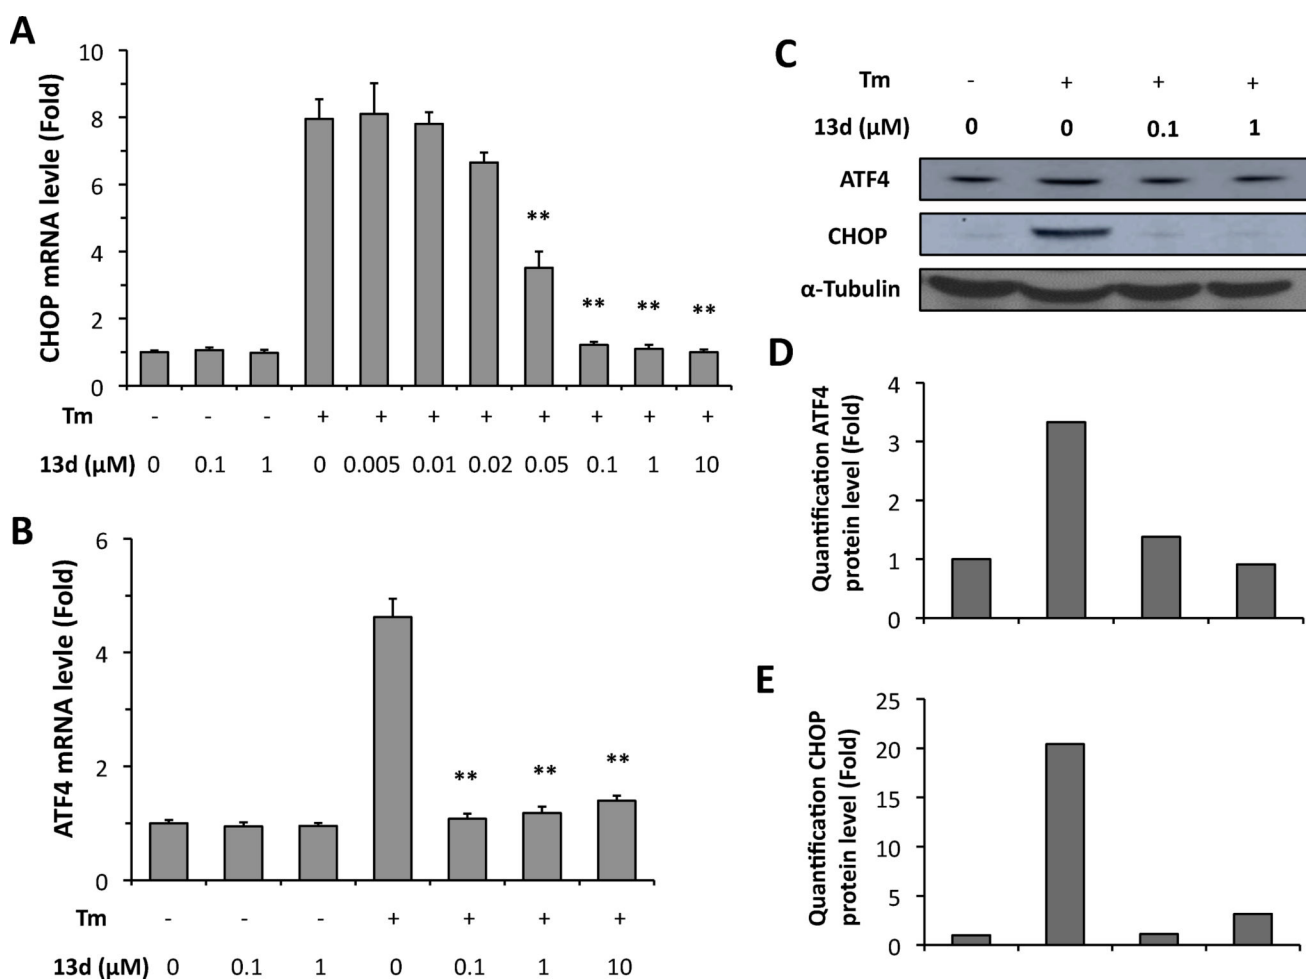 A
CHOP mRNA levle (Fold)
10
8
6
4
2
0
** ** ** **
Tm - - - + + + + + + + +
13d (μM) 0 0.1 1 0 0.005 0.01 0.02 0.05 0.1 1 10
B
ATF4 mRNA levle (Fold)
6
4
2
0
** ** **
Tm - - - + + + +
13d (μM) 0 0.1 1 0 0.1 1 10
C
Tm - + + +
13d (μM) 0 0 0.1 1
ATF4
CHOP
α-Tubulin
D
Quantification ATF4
protein level (Fold)
4
3
2
1
0
E
Quantification CHOP
protein level (Fold)
25
20
15
10
5
0